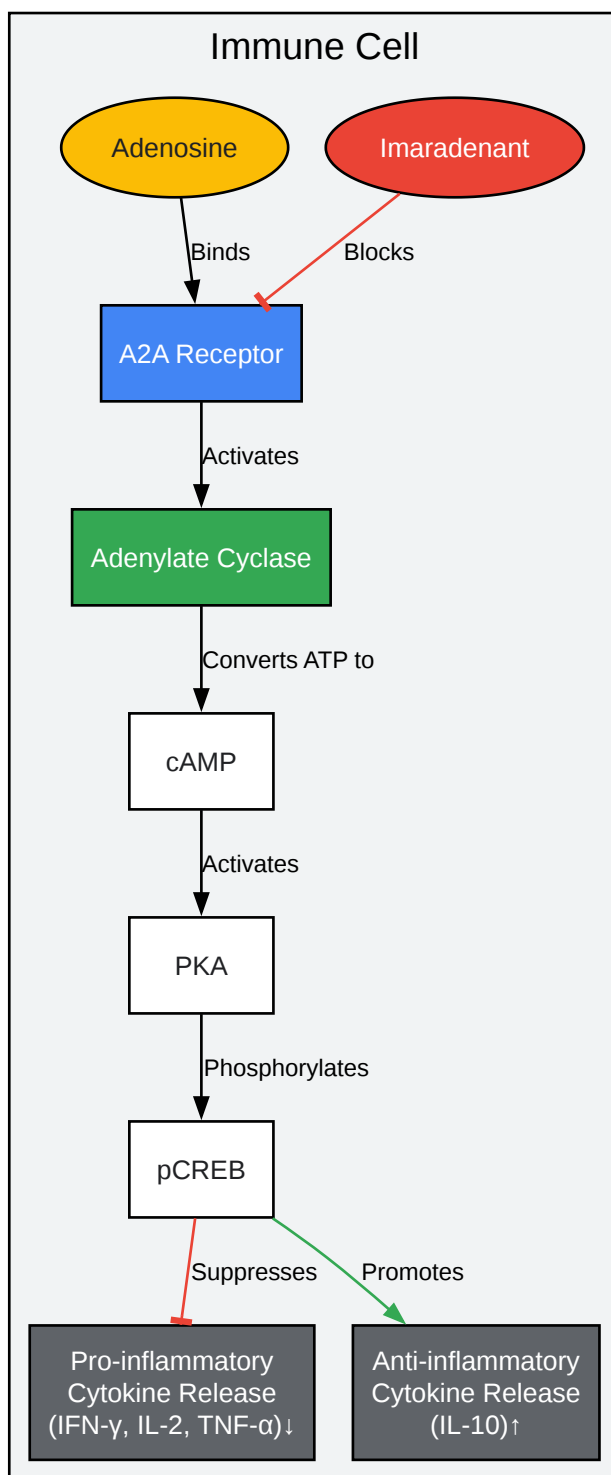 Immune Cell
Adenosine
Imaradenant
Binds
Blocks
A2A Receptor
Activates
Adenylate Cyclase
Converts ATP to
cAMP
Activates
PKA
Phosphorylates
pCREB
Suppresses
Promotes
Pro-inflammatory
Cytokine Release
(IFN-γ, IL-2, TNF-α)↓
Anti-inflammatory
Cytokine Release
(IL-10)↑